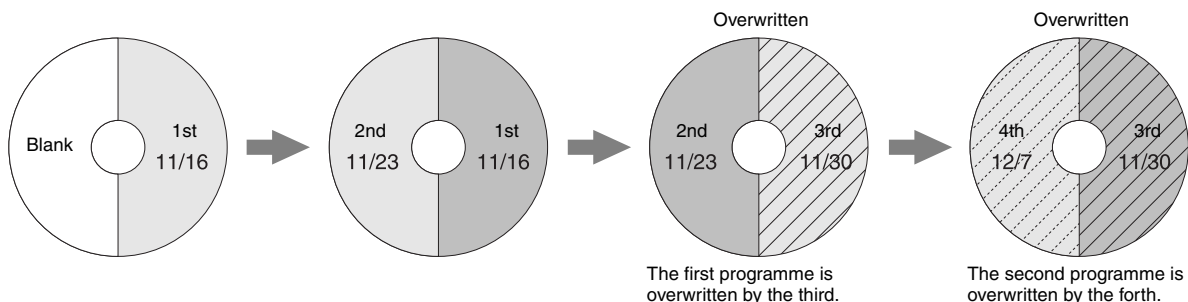 Overwritten
Overwritten
Blank
1st
11/16
2nd
11/23
1st
11/16
2nd
11/23
3rd
11/30
4th
12/7
3rd
11/30
The first programme is
overwritten by the third.
The second programme is
overwritten by the forth.